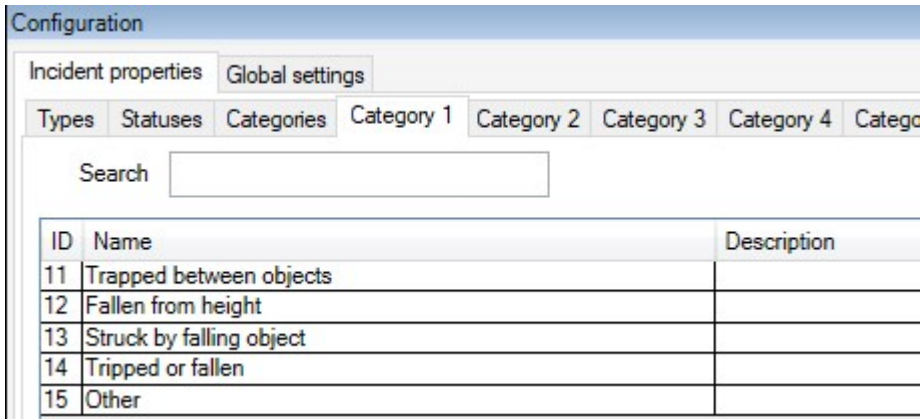 Configuration
Incident properties Global settings
Types Statuses Categories Category 1 Category 2 Category 3 Category 4 Catego
Search
ID Name Description
11 Trapped between objects
12 Fallen from height
13 Struck by falling object
14 Tripped or fallen
15 Other